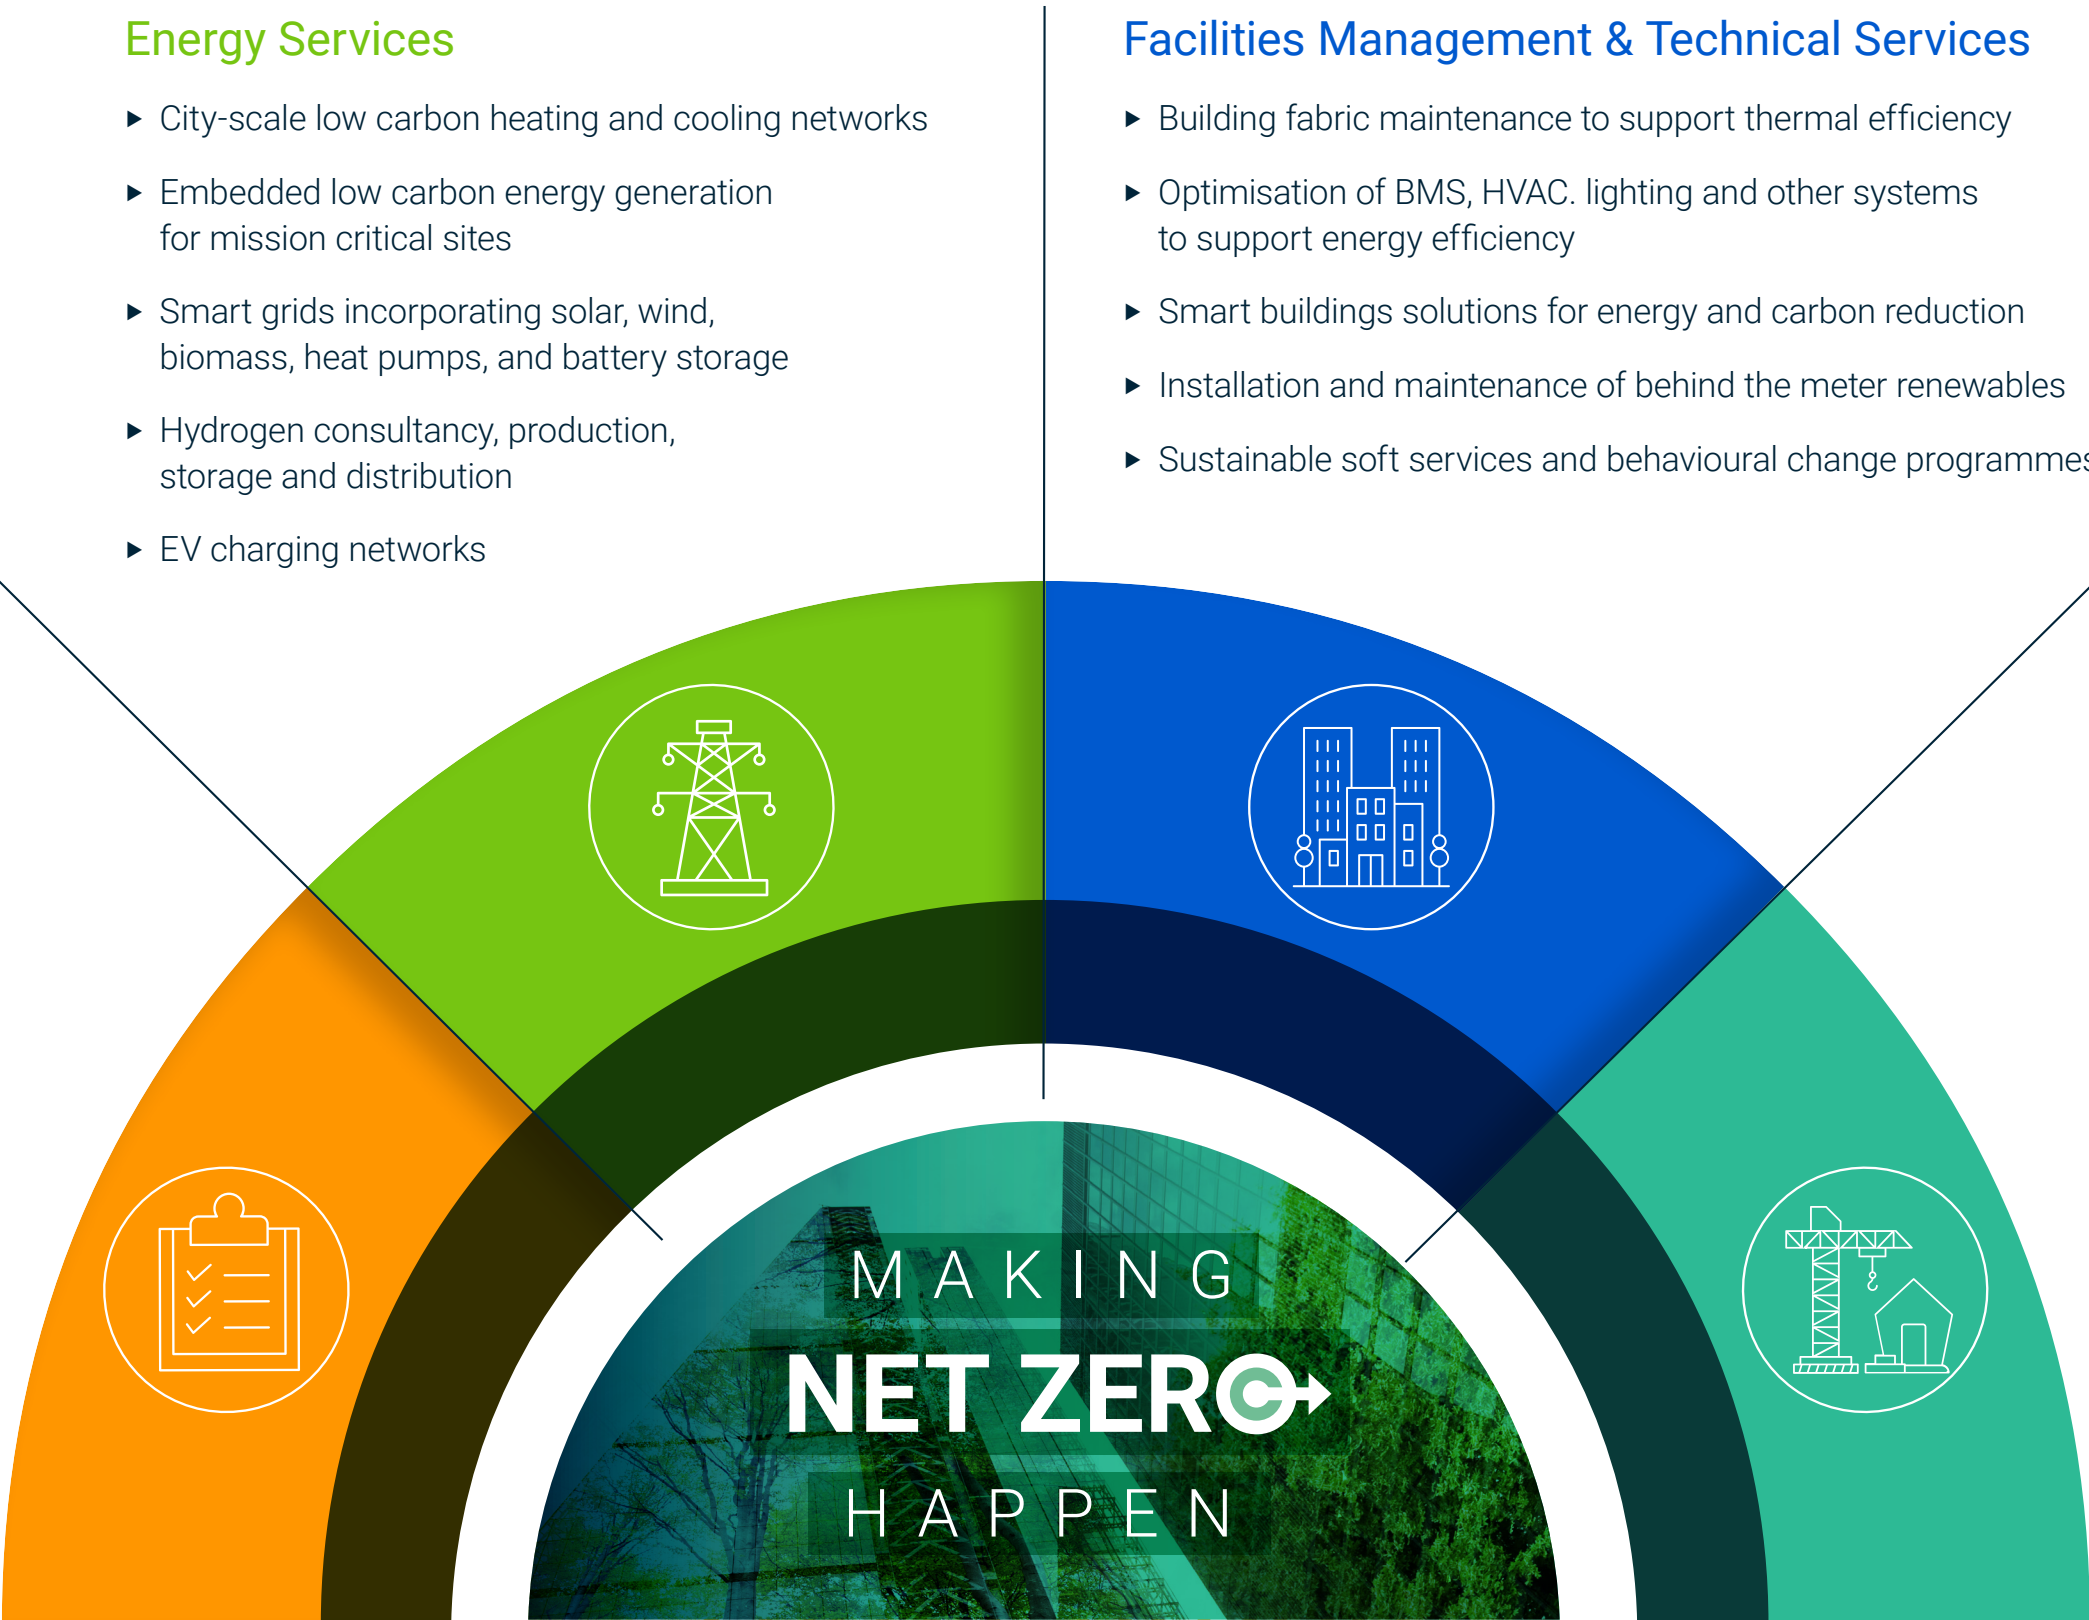 Energy Services
▸ City-scale low carbon heating and cooling networks
▸ Embedded low carbon energy generation
for mission critical sites
▸ Smart grids incorporating solar, wind,
biomass, heat pumps, and battery storage
▸ Hydrogen consultancy, production,
storage and distribution
▸ EV charging networks
Facilities Management & Technical Services
▸ Building fabric maintenance to support thermal efficiency
▸ Optimisation of BMS, HVAC. lighting and other systems
to support energy efficiency
▸ Smart buildings solutions for energy and carbon reduction
▸ Installation and maintenance of behind the meter renewables
▸ Sustainable soft services and behavioural change programmes
MAKING
NET ZERO
HAPPEN